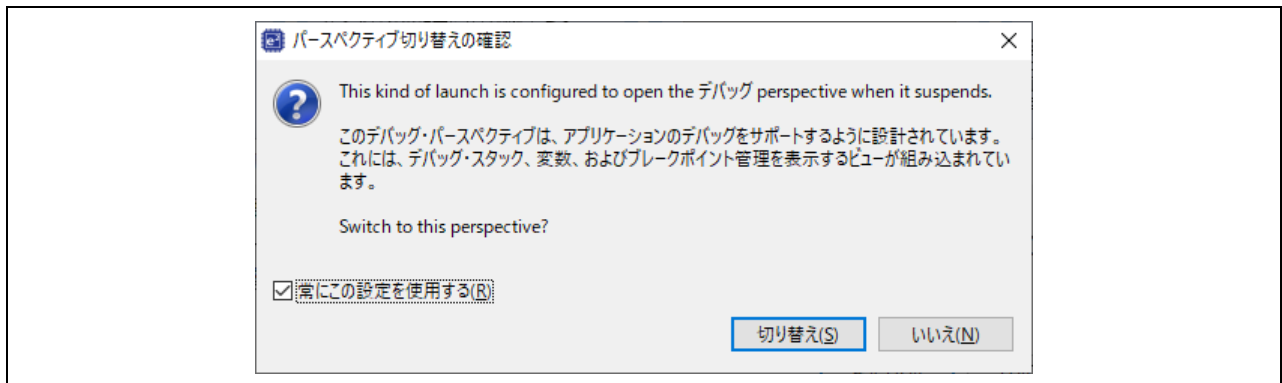 パースペクティブ切り替えの確認
This kind of launch is configured to open the デバッグ perspective when it suspends.
このデバッグ・パースペクティブは、アプリケーションのデバッグをサポートするように設計されています。
これには、デバッグ・スタック、変数、およびブレークポイント管理を表示するビューが組み込まれてい
ます。
Switch to this perspective?
常にこの設定を使用する(R)
切り替え(S)
いいえ(N)